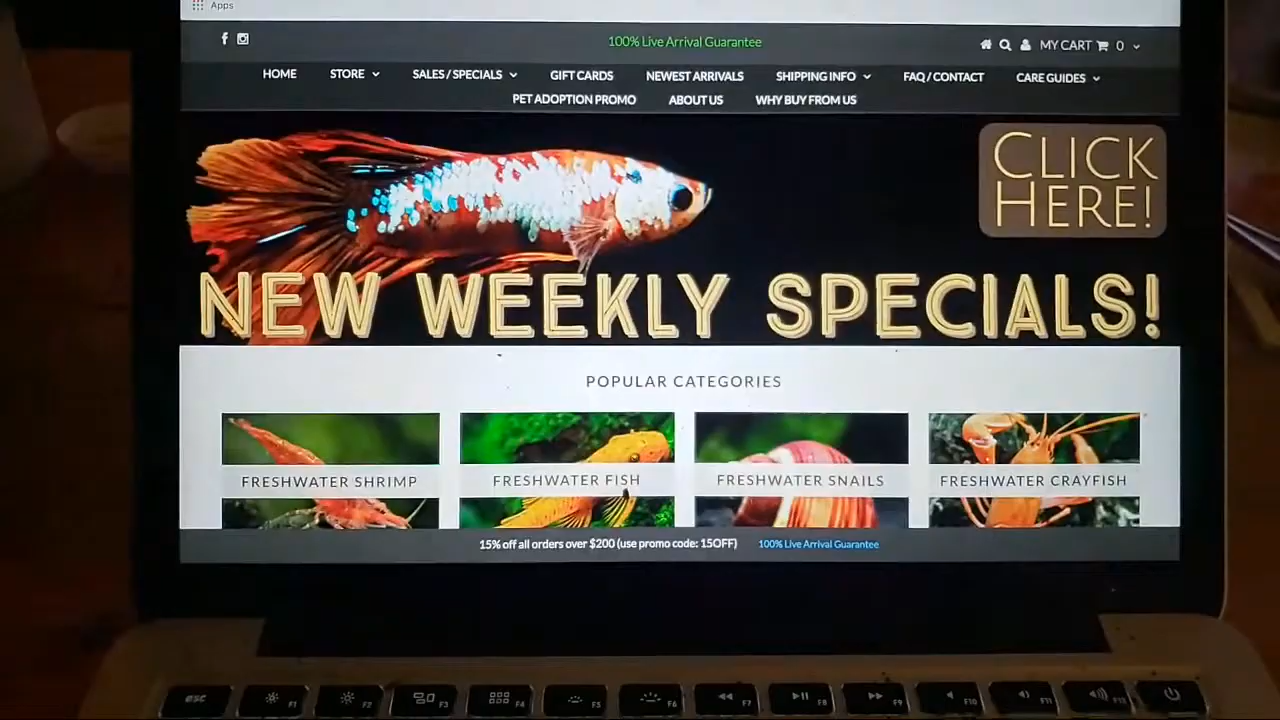 Apps
f
100% Live Arrival Guarantee
MY CART 0
HOME STORE SALES / SPECIALS GIFT CARDS NEWEST ARRIVALS SHIPPING INFO FAQ / CONTACT CARE GUIDES
PET ADOPTION PROMO ABOUT US WHY BUY FROM US
CLICK
HERE!
NEW WEEKLY SPECIALS!
POPULAR CATEGORIES
FRESHWATER SHRIMP FRESHWATER FISH FRESHWATER SNAILS FRESHWATER CRAYFISH
15% off all orders over $200 (use promo code: 15OFF) 100% Live Arrival Guarantee
esc F1 F2 F3 F4 F5 F6 F7 F8 F9 F10 F11 F12